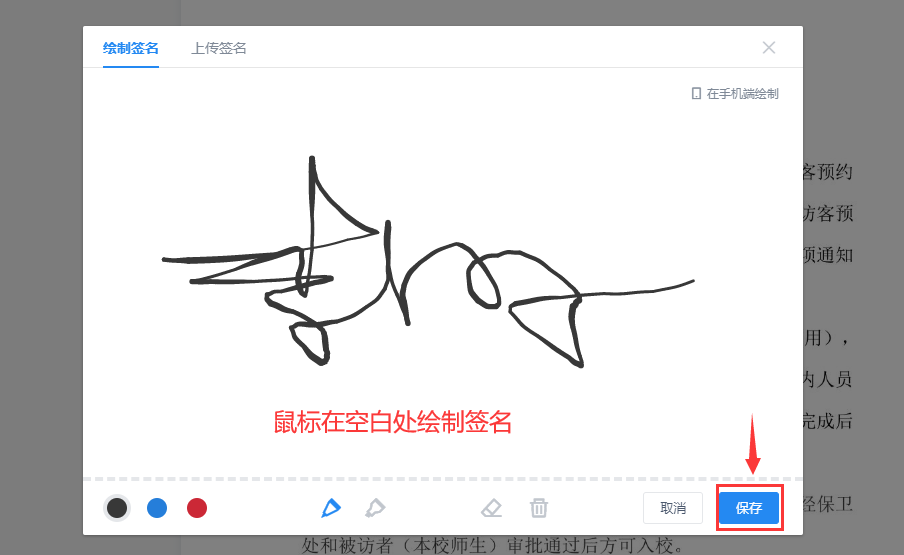 绘制签名 上传签名
在手机端绘制
客预约
访客预
须通知
用），
内人员
完成后
鼠标在空白处绘制签名
取消 保存
经保卫
处和被访者（本校师生）审批通过后方可入校。